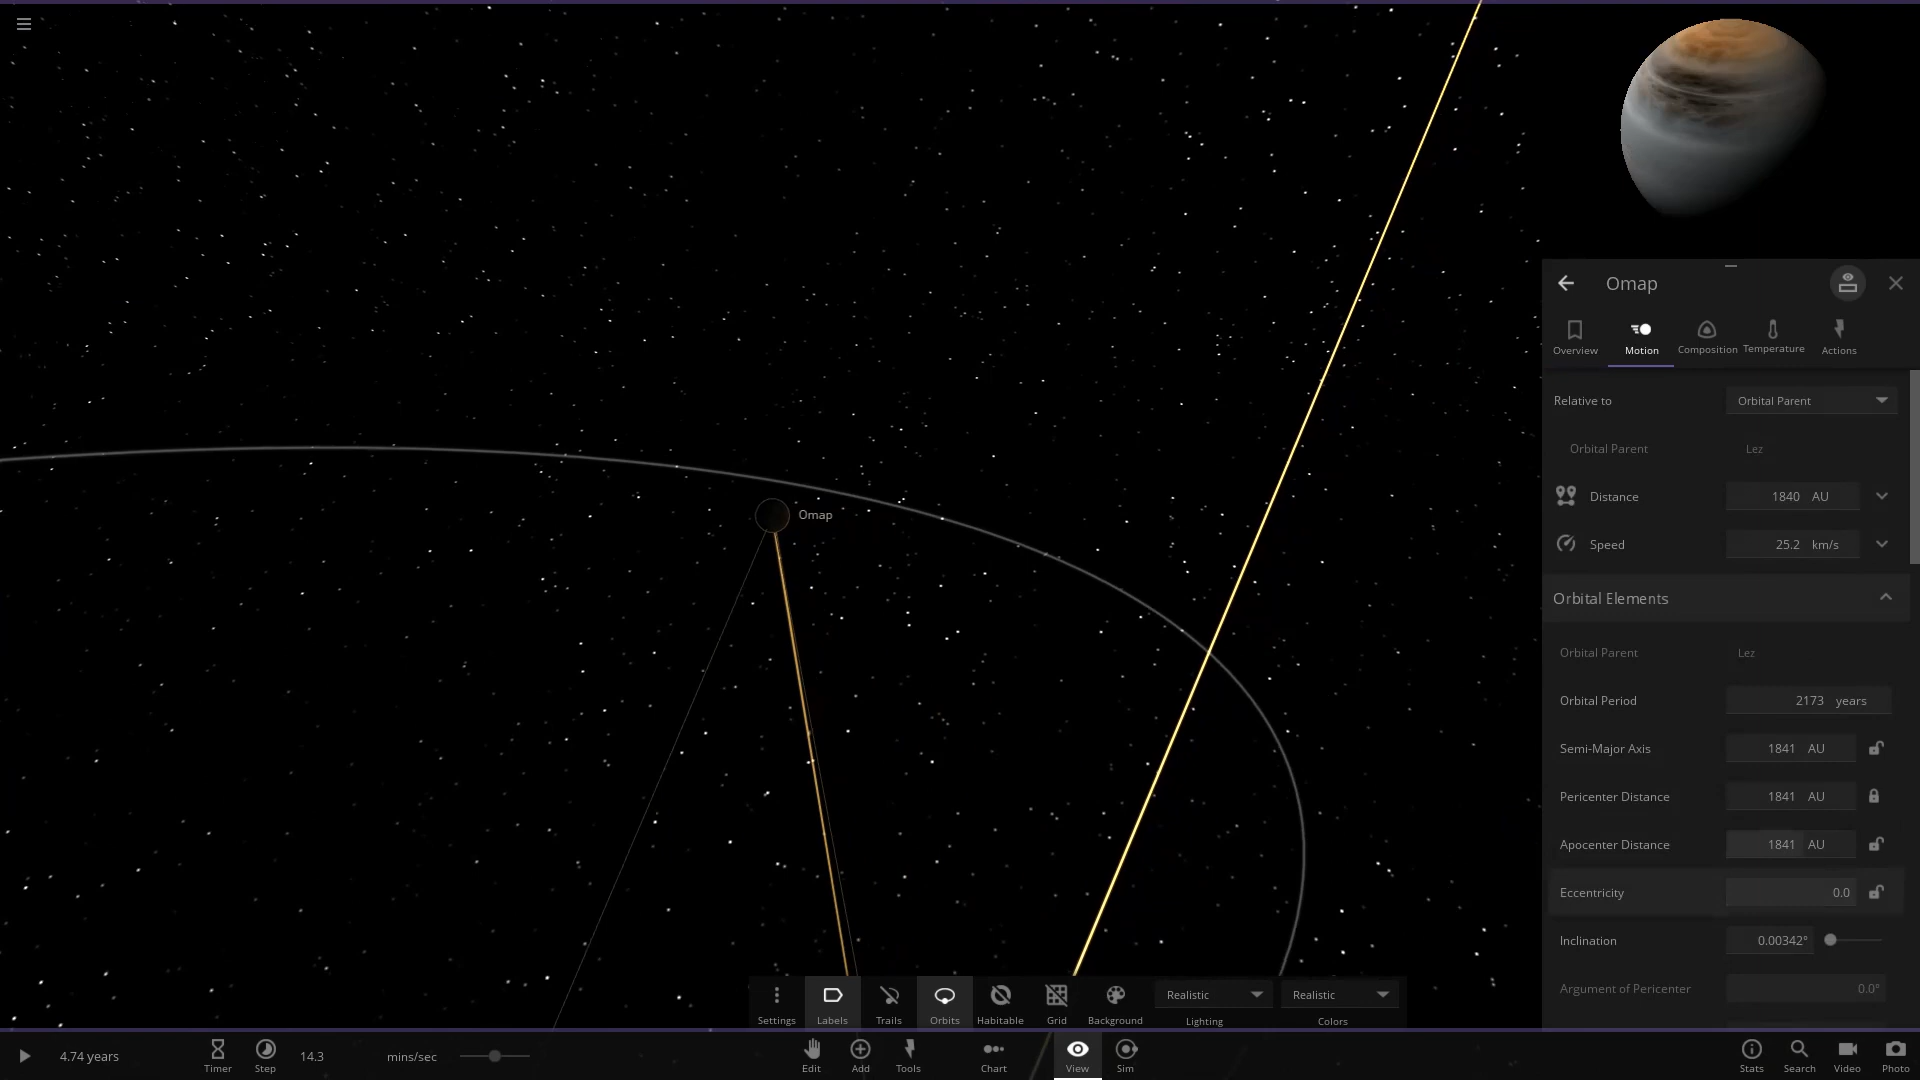 Omap
Omap
Overview
Motion
Composition
Temperature
Actions
Relative to
Orbital Parent
Orbital Parent
Lez
Distance
1840 AU
Speed
25.2 km/s
Orbital Elements
Orbital Parent
Lez
Orbital Period
2173 years
Semi-Major Axis
1841 AU
Pericenter Distance
1841 AU
Apocenter Distance
1841 AU
Eccentricity
0.0
Inclination
0.00342°
Argument of Pericenter
0.0°
Settings
Labels
Trails
Orbits
Habitable
Grid
Background
Realistic
Lighting
Realistic
Colors
4.74 years
Timer
Step
14.3 mins/sec
Edit
Add
Tools
Chart
View
Sim
Stats
Search
Video
Photo